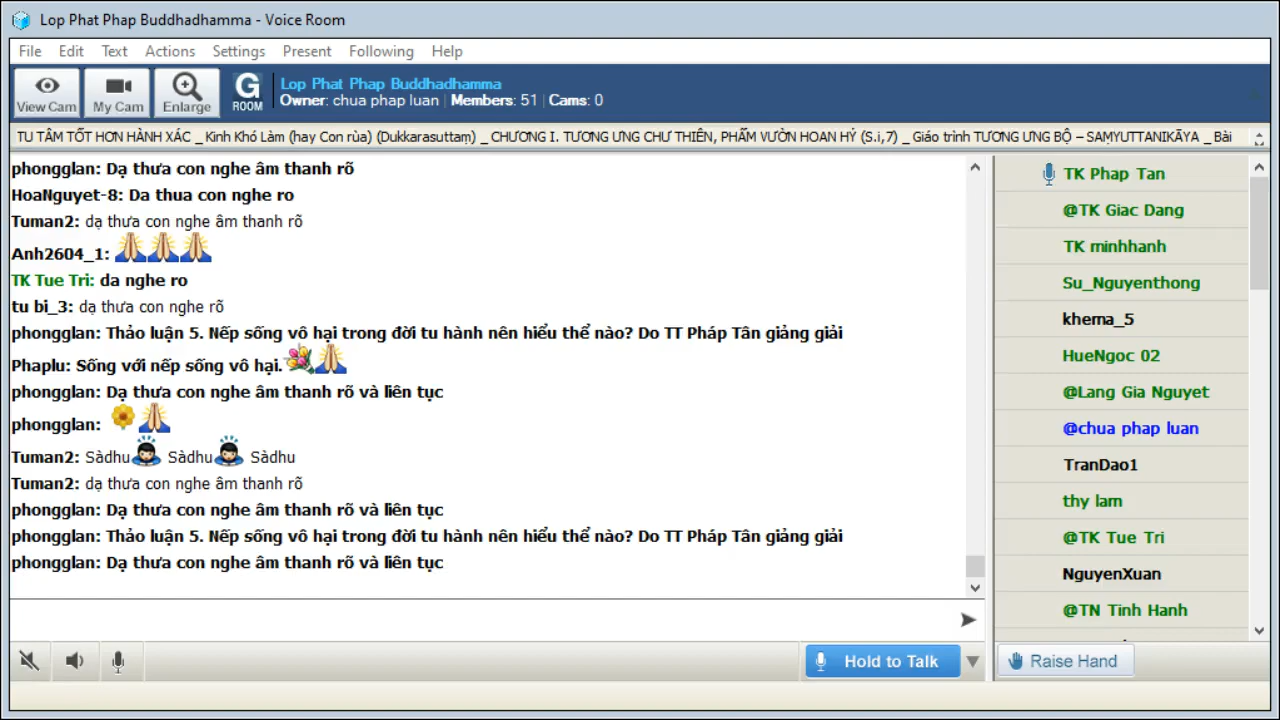 Lop Phat Phap Buddhadhamma - Voice Room
File Edit Text Actions Settings Present Following Help
View Cam My Cam Enlarge G ROOM
Lop Phat Phap Buddhadhamma
Owner: chua phap luan | Members: 51 | Cams: 0
TU TÂM TỐT HƠN HÀNH XÁC _ Kinh Khó Làm (hay Con rùa) (Dukkarasuttaṃ) _ CHƯƠNG I. TƯƠNG ƯNG CHƯ THIÊN, PHẨM VƯỜN HOAN HỶ (S.i,7) _ Giáo trình TƯƠNG ƯNG BỘ – SAṂYUTTANIKĀYA _ Bài
phongglan: Dạ thưa con nghe âm thanh rõ
HoaNguyet-8: Da thua con nghe ro
Tuman2: dạ thưa con nghe âm thanh rõ
Anh2604_1:
TK Tue Tri: da nghe ro
tu bi_3: dạ thưa con nghe rõ
phongglan: Thảo luận 5. Nếp sống vô hại trong đời tu hành nên hiểu thế nào? Do TT Pháp Tân giảng giải
Phaplu: Sống với nếp sống vô hại.
phongglan: Dạ thưa con nghe âm thanh rõ và liên tục
phongglan:
Tuman2: Sàdhu Sàdhu Sàdhu
Tuman2: dạ thưa con nghe âm thanh rõ
phongglan: Dạ thưa con nghe âm thanh rõ và liên tục
phongglan: Thảo luận 5. Nếp sống vô hại trong đời tu hành nên hiểu thể nào? Do TT Pháp Tân giảng giải
phongglan: Dạ thưa con nghe âm thanh rõ và liên tục
TK Phap Tan
@TK Giac Dang
TK minhhanh
Su_Nguyenthong
khema_5
HueNgoc 02
@Lang Gia Nguyet
@chua phap luan
TranDao1
thy lam
@TK Tue Tri
NguyenXuan
@TN Tinh Hanh
Hold to Talk
Raise Hand